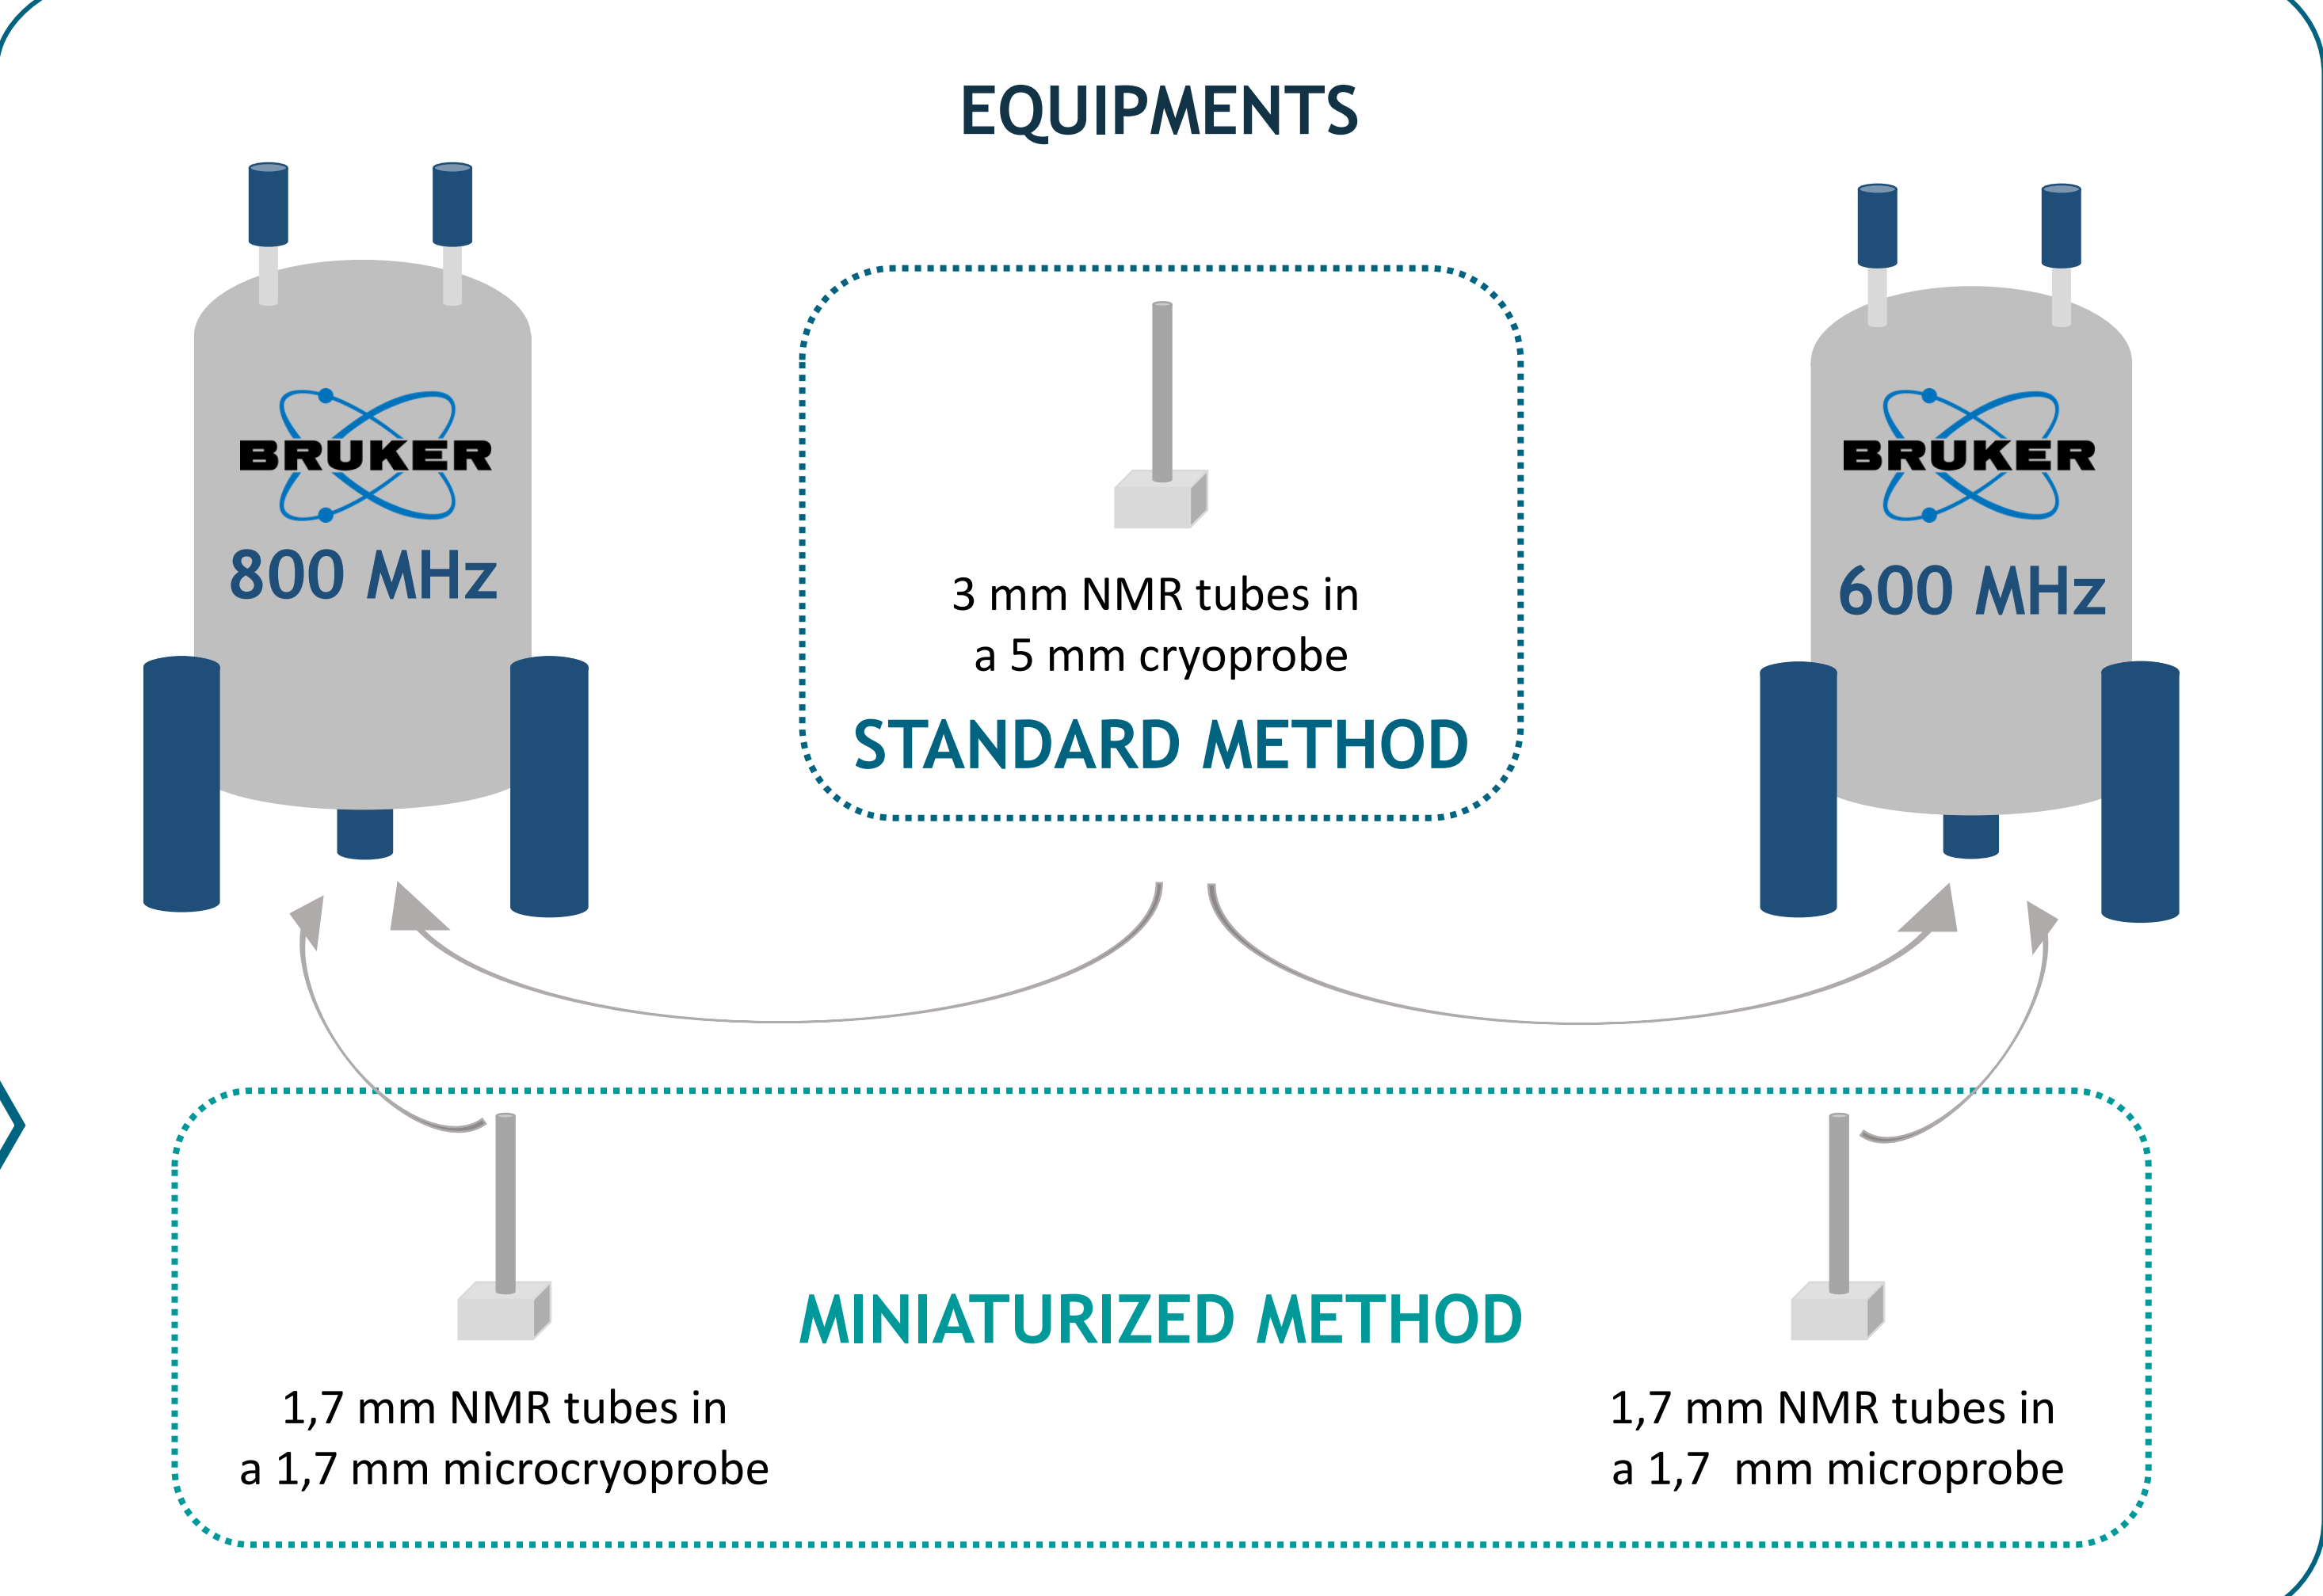 EQUIPMENTS
BRUKER
800 MHz
3 mm NMR tubes in
a 5 mm cryoprobe
STANDARD METHOD
BRUKER
600 MHz
MINIATURIZED METHOD
1,7 mm NMR tubes in
a 1,7 mm microcryoprobe
1,7 mm NMR tubes in
a 1,7  mm microprobe